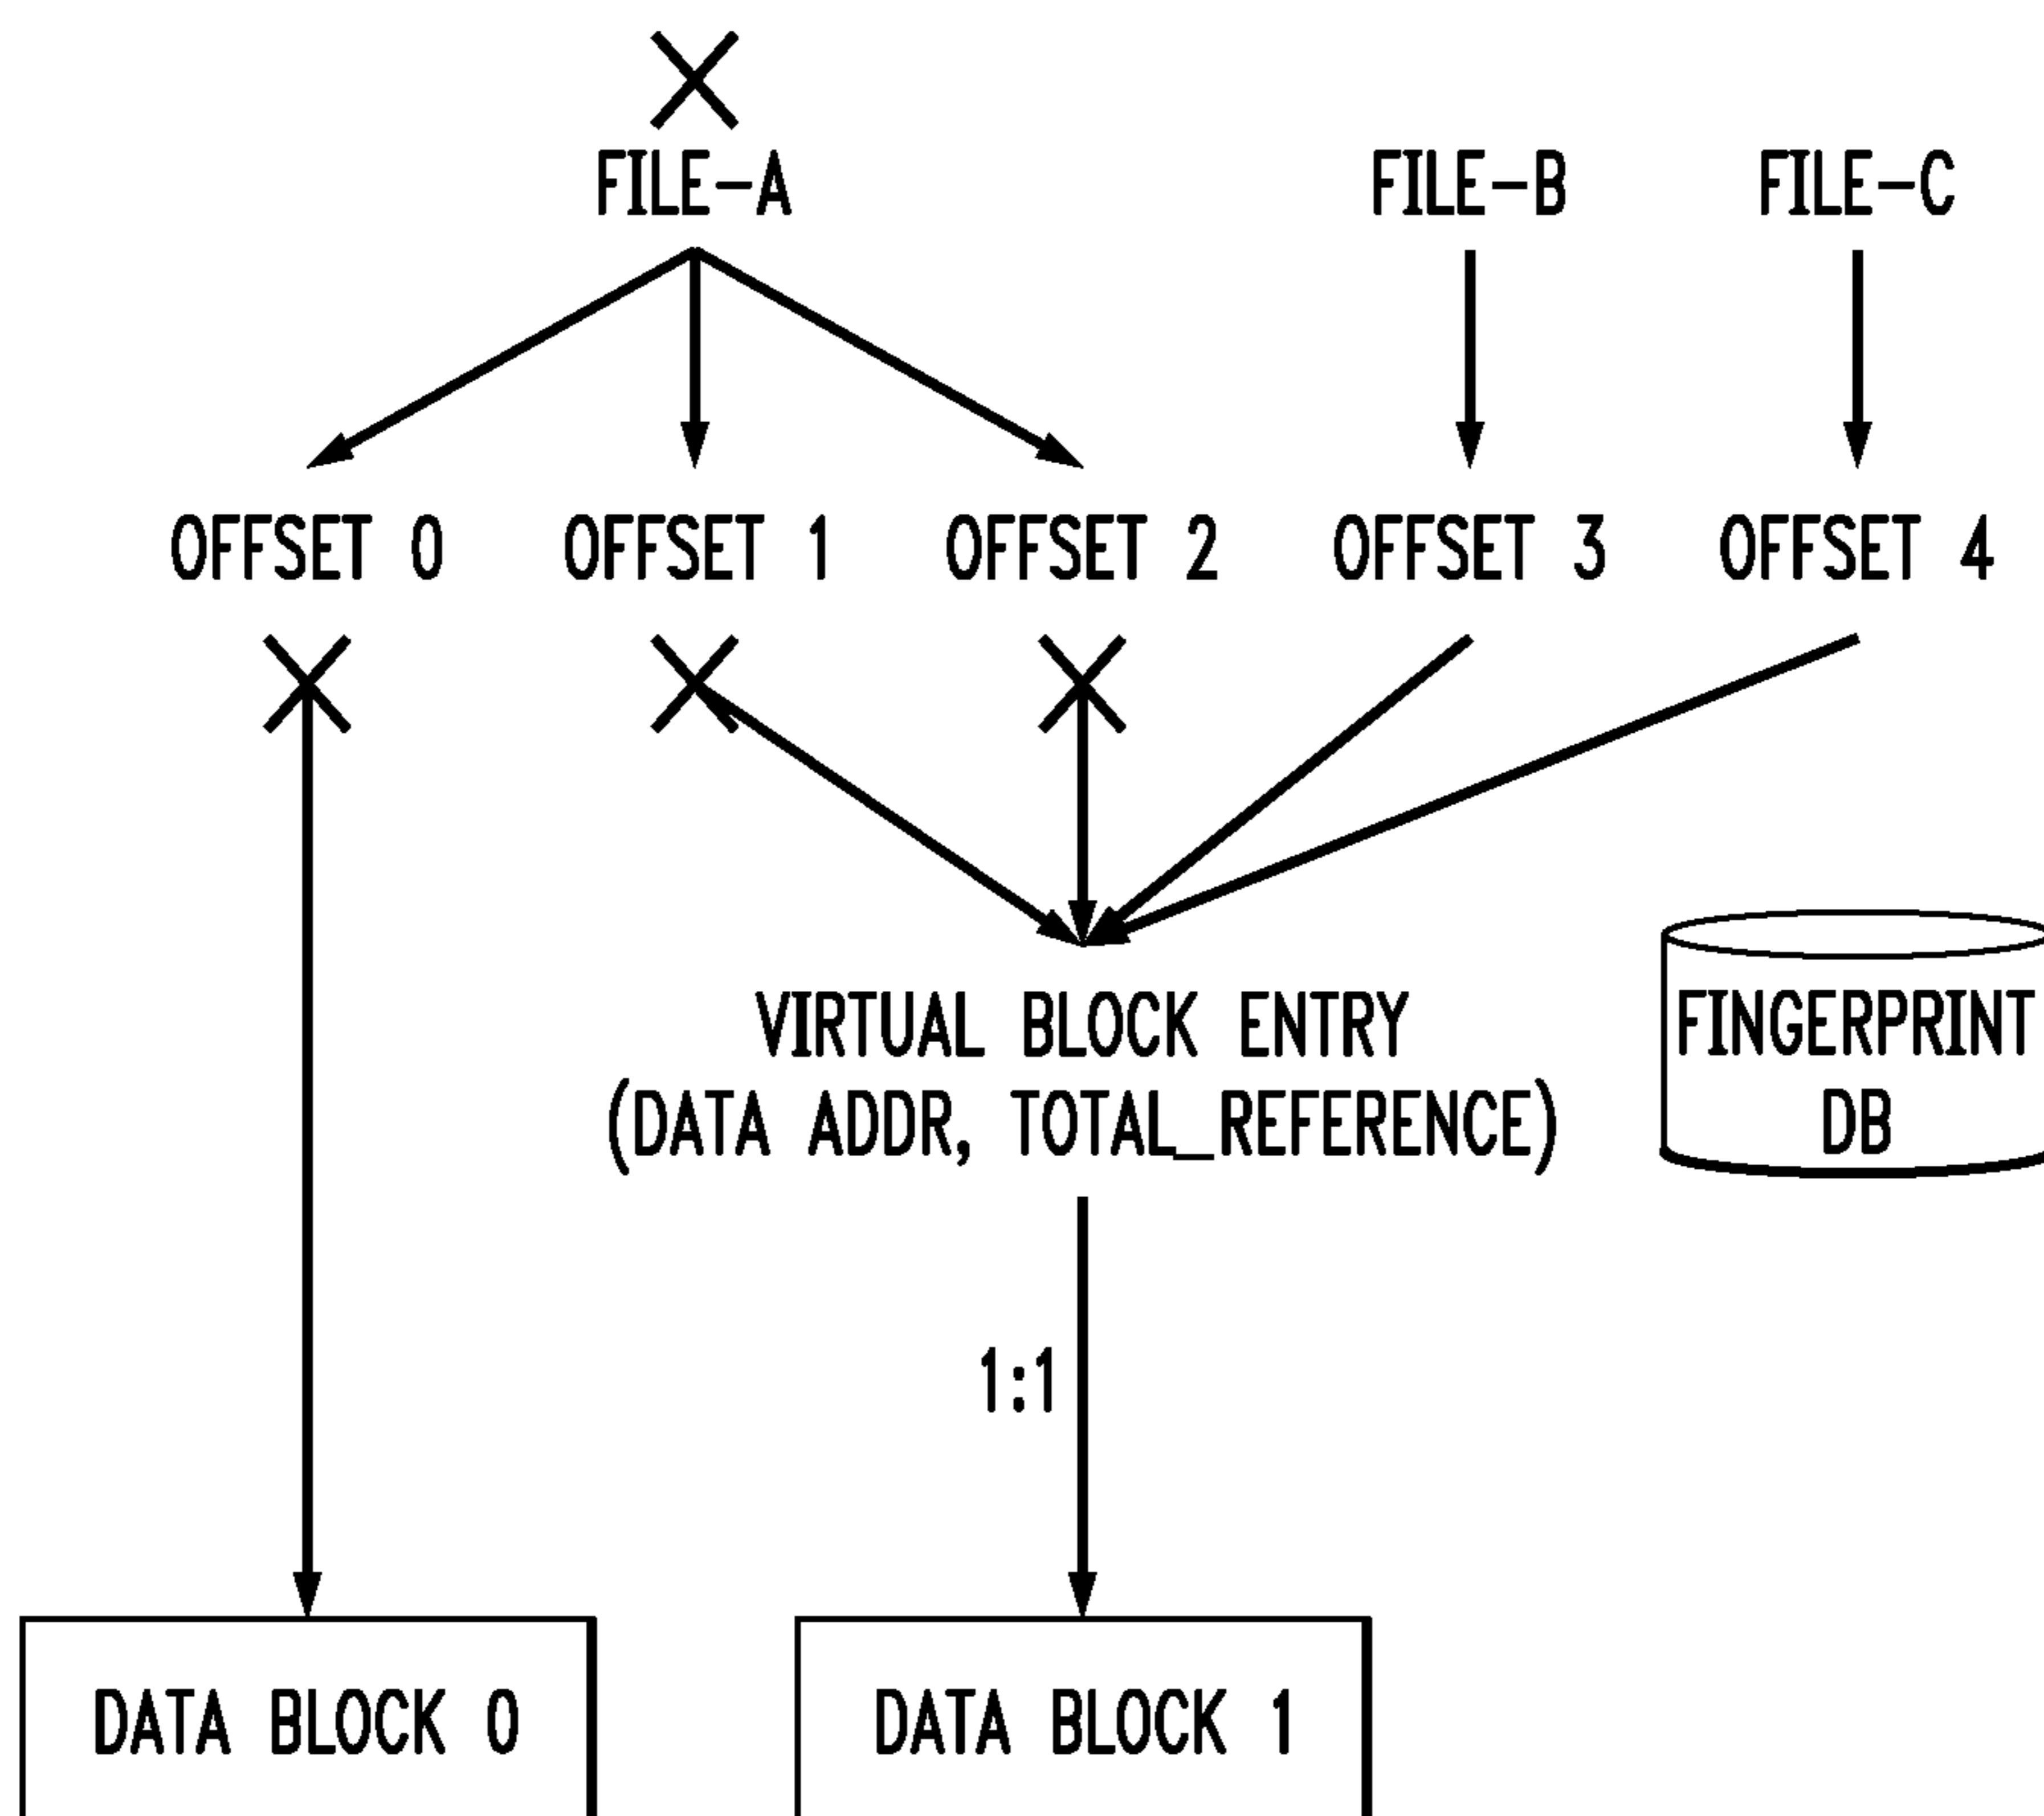 FILE-A
FILE-B
FILE-C
OFFSET 0
OFFSET 1
OFFSET 2
OFFSET 3
OFFSET 4
VIRTUAL BLOCK ENTRY
(DATA ADDR, TOTAL_REFERENCE)
FINGERPRINT
DB
1:1
DATA BLOCK 0
DATA BLOCK 1